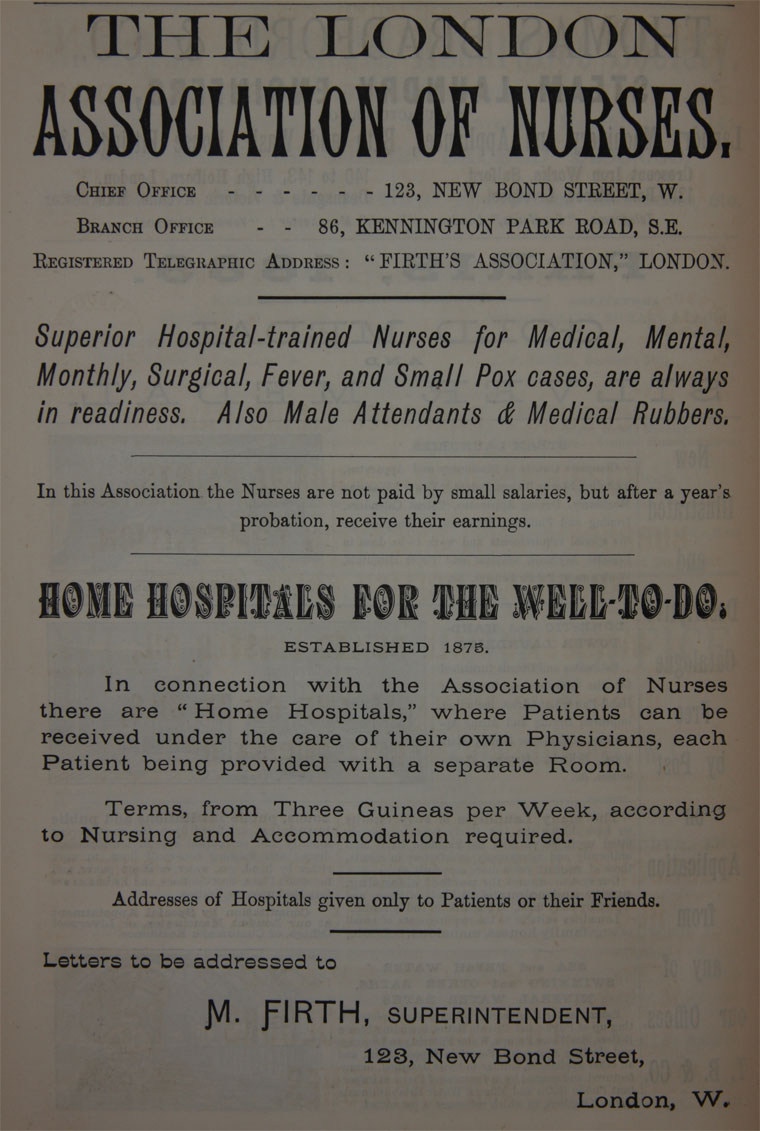 THE LONDON
ASSOCIATION OF NURSES.
CHIEF OFFICE - - - - - - 123, NEW BOND STREET, W.
BRANCH OFFICE - - 86, KENNINGTON PARK ROAD, S.E.
REGISTERED TELEGRAPHIC ADDRESS: "FIRTH'S ASSOCIATION," LONDON.
Superior Hospital-trained Nurses for Medical, Mental,
Monthly, Surgical, Fever, and Small Pox cases, are always
in readiness. Also Male Attendants & Medical Rubbers.
In this Association the Nurses are not paid by small salaries, but after a year's
probation, receive their earnings.
HOME HOSPITALS FOR THE WELL-TO-DO.
ESTABLISHED 1875.
In connection with the Association of Nurses
there are "Home Hospitals," where Patients can be
received under the care of their own Physicians, each
Patient being provided with a separate Room.
Terms, from Three Guineas per Week, according
to Nursing and Accommodation required.
Addresses of Hospitals given only to Patients or their Friends.
Letters to be addressed to
M. FIRTH, SUPERINTENDENT,
123, New Bond Street,
London, W.